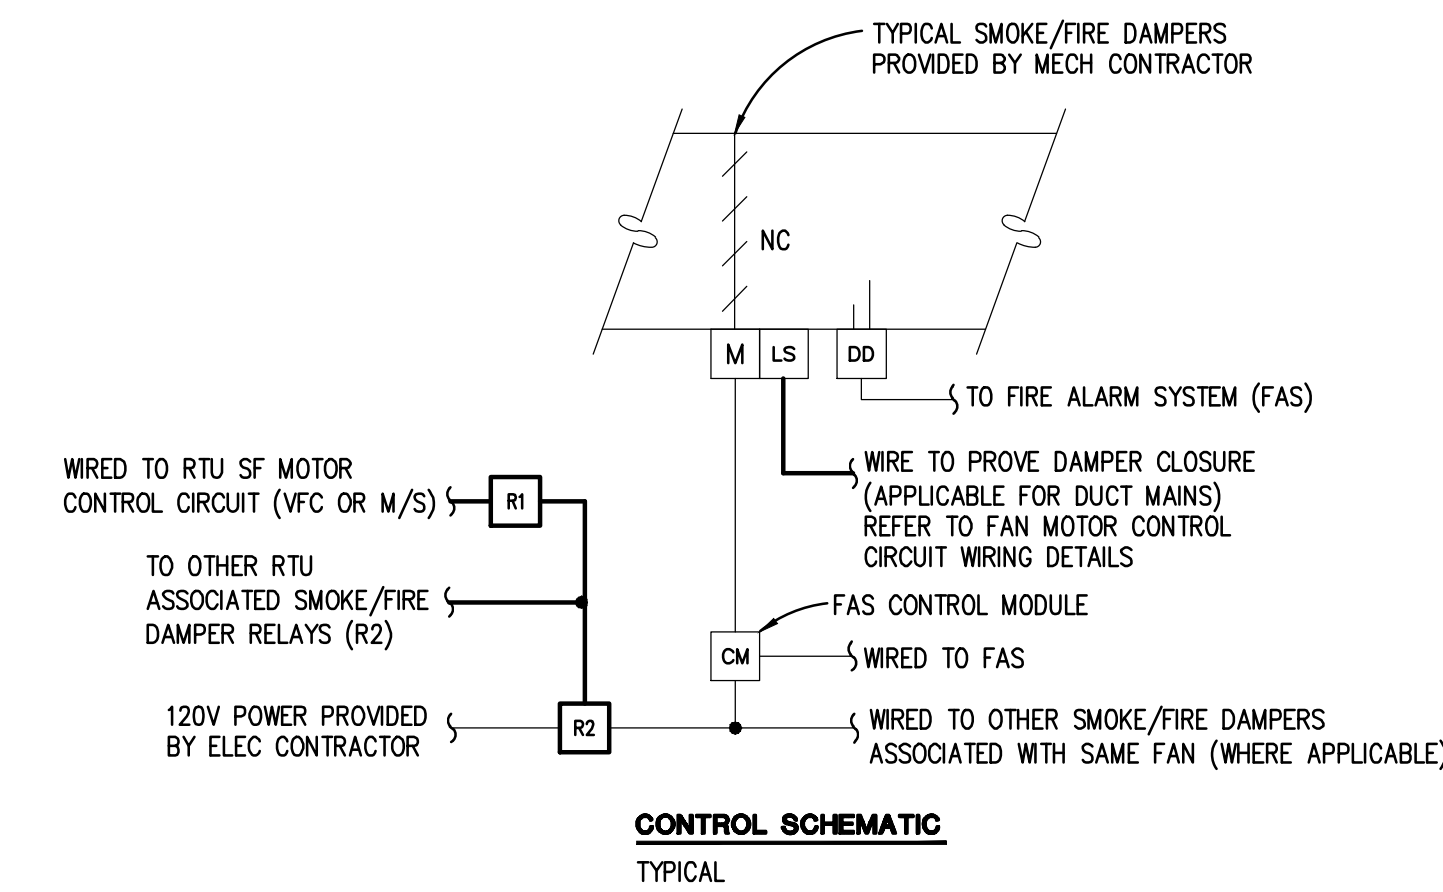 TYPICAL SMOKE/FIRE DAMPERS
PROVIDED BY MECH CONTRACTOR
NC
M
LS
DD
TO FIRE ALARM SYSTEM (FAS)
WIRED TO RTU SF MOTOR
CONTROL CIRCUIT (VFC OR M/S)
R1
WIRE TO PROVE DAMPER CLOSURE
(APPLICABLE FOR DUCT MAINS)
REFER TO FAN MOTOR CONTROL
CIRCUIT WIRING DETAILS
TO OTHER RTU
ASSOCIATED SMOKE/FIRE
DAMPER RELAYS (R2)
FAS CONTROL MODULE
CM
WIRED TO FAS
120V POWER PROVIDED
BY ELEC CONTRACTOR
R2
WIRED TO OTHER SMOKE/FIRE DAMPERS
ASSOCIATED WITH SAME FAN (WHERE APPLICABLE)
CONTROL SCHEMATIC
TYPICAL